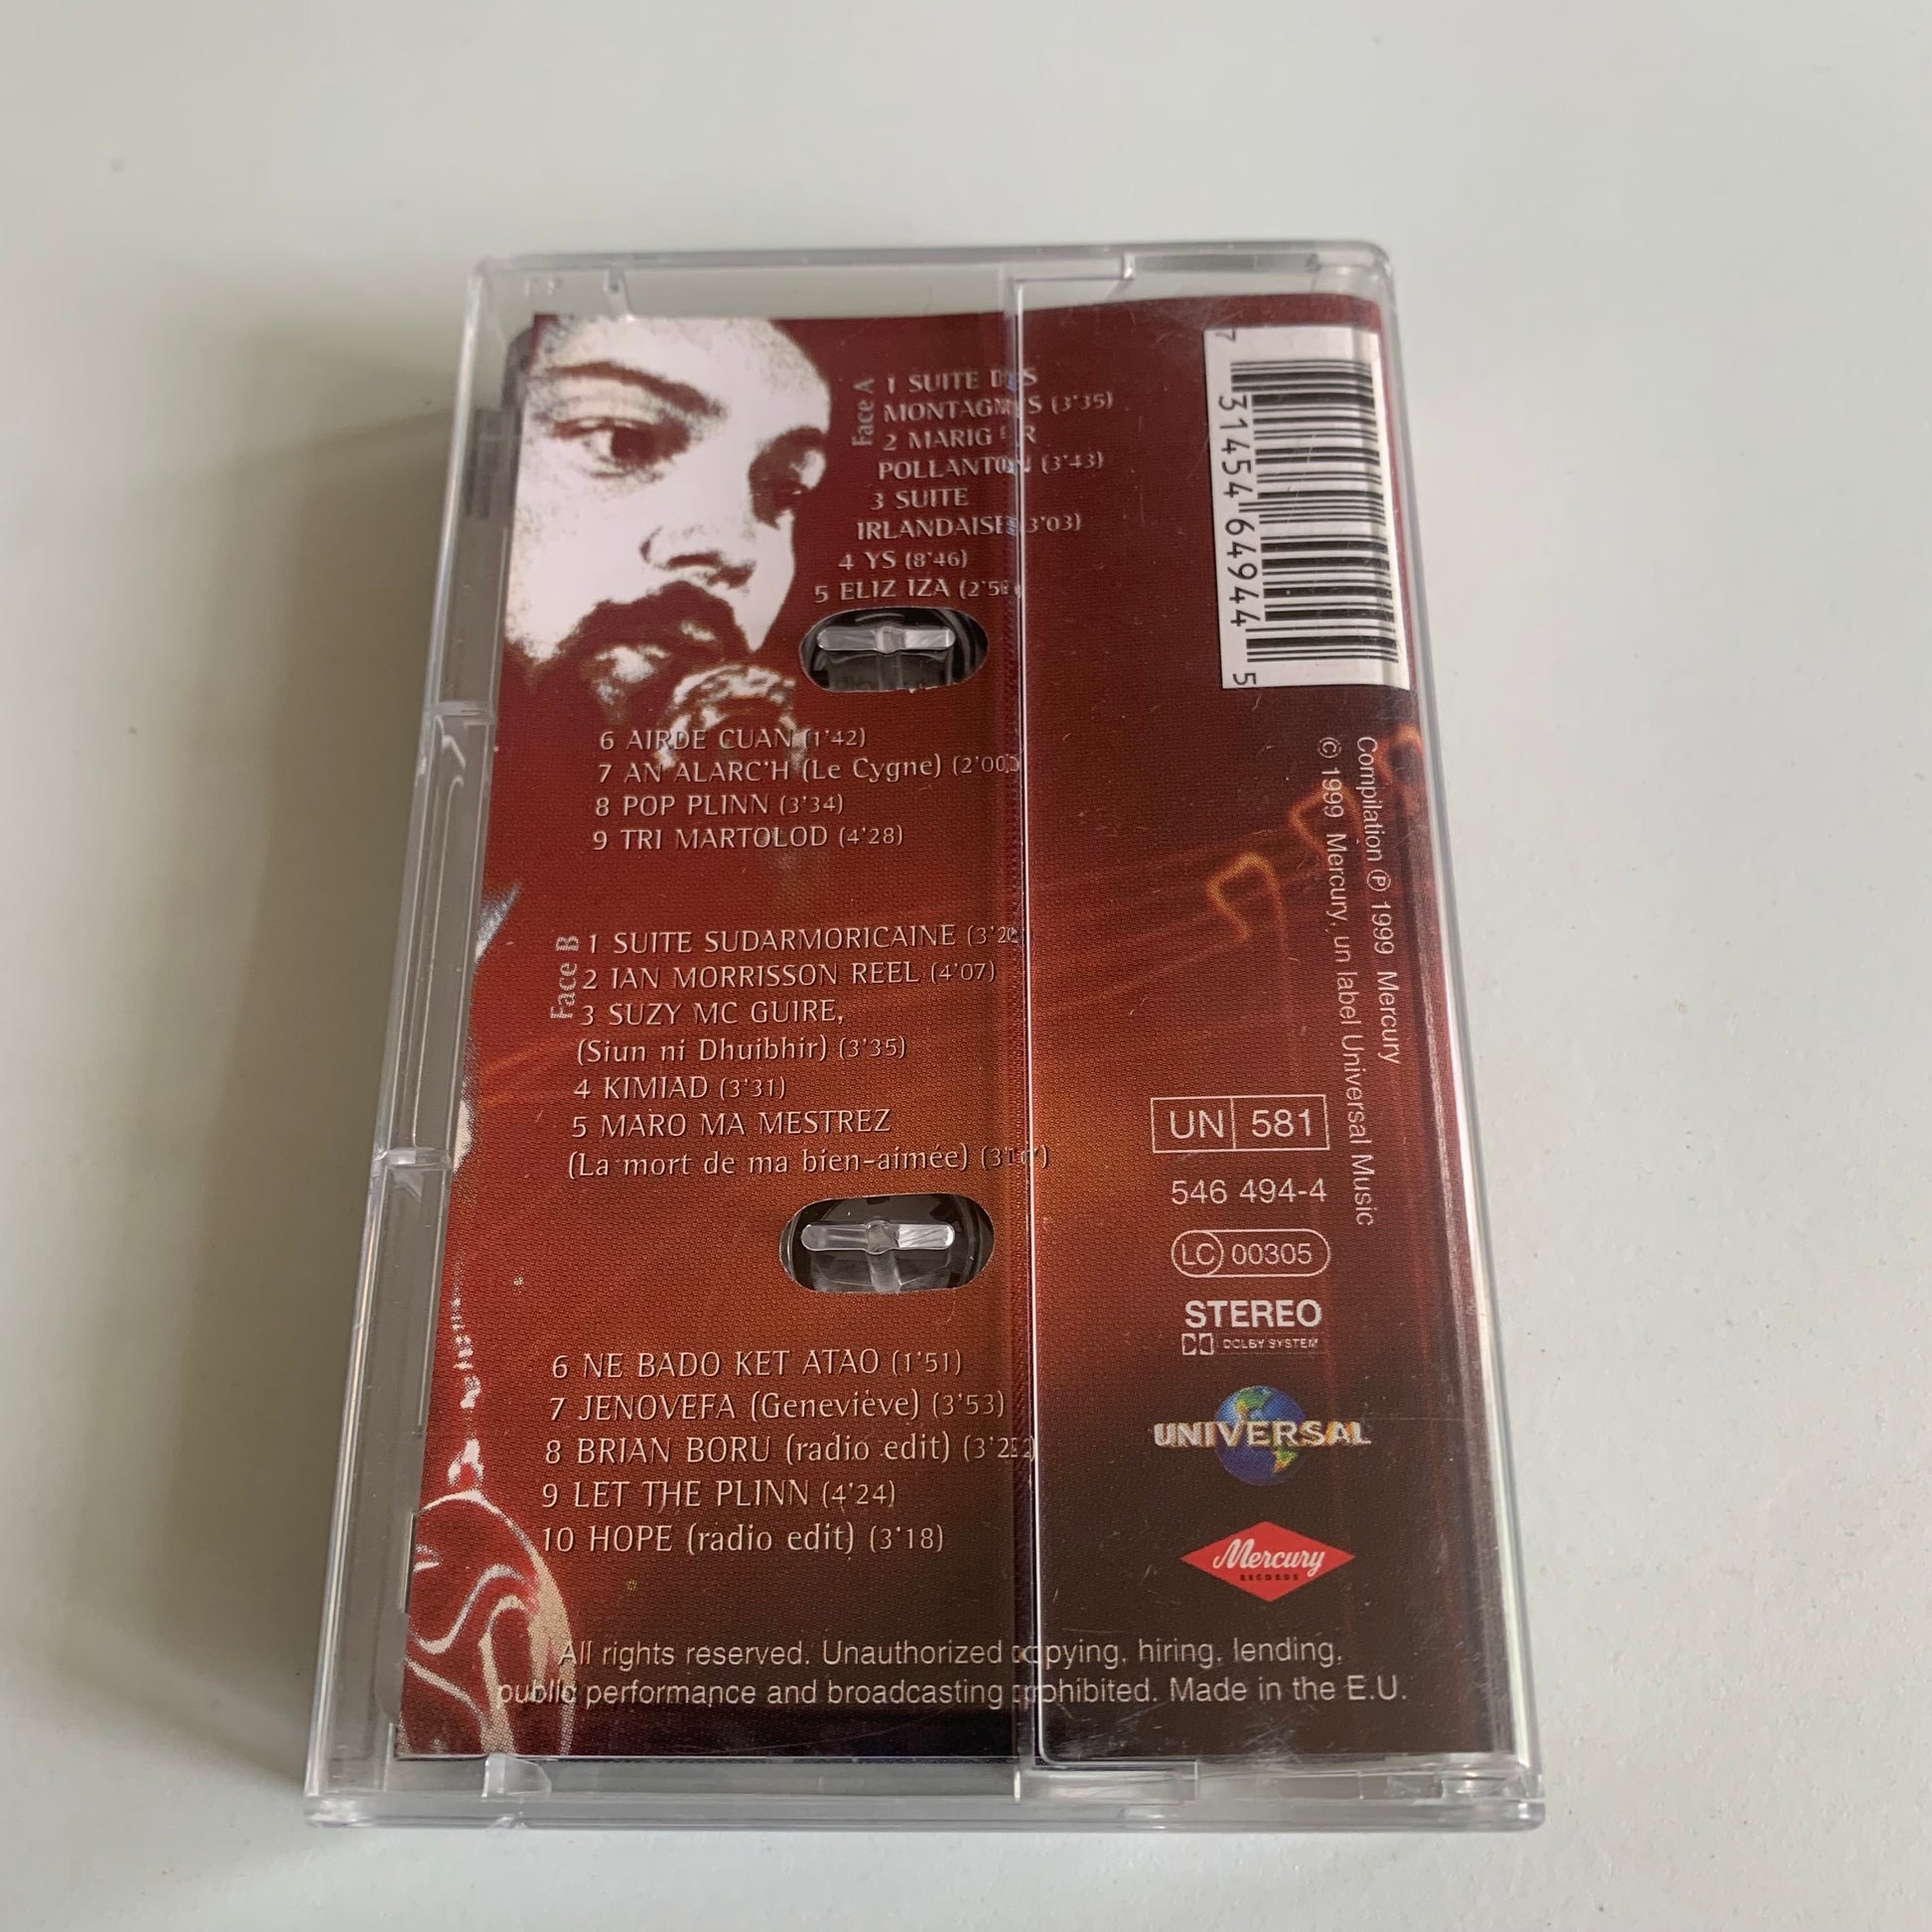 Face A
1 SUITE DES
MONTAGNES (3'35)
2 MARIG AR
POLLANTON (3'43)
3 SUITE
IRLANDAISE (3'03)
4 YS (8'46)
5 ELIZ IZA
6 AIRDE CUAN (1'42)
7 AN ALARC'H (Le Cygne) (2'00)
8 POP PLINN (3'34)
9 TRI MARTOLOD (4'28)
Face B
1 SUITE SUDARMORICAINE
2 IAN MORRISSON REEL (4'07)
3 SUZY MC GUIRE,
(Siun ni Dhuibhir) (3'35)
4 KIMIAD (3'31)
5 MARO MA MESTREZ
(La mort de ma bien-aimée)
6 NE BADO KET ATAO (1'51)
7 JENOVEFA (Geneviève) (3'53)
8 BRIAN BORU (radio edit) (3'22)
9 LET THE PLINN (4'24)
10 HOPE (radio edit) (3'18)
7 31454 64944 5
Compilation ℗ 1999 Mercury
© 1999 Mercury, un label Universal Music
UN 581
546 494-4
LC 00305
STEREO
DOLBY SYSTEM
UNIVERSAL
Mercury
RECORDS
All rights reserved. Unauthorized copying, hiring, lending,
public performance and broadcasting prohibited. Made in the E.U.